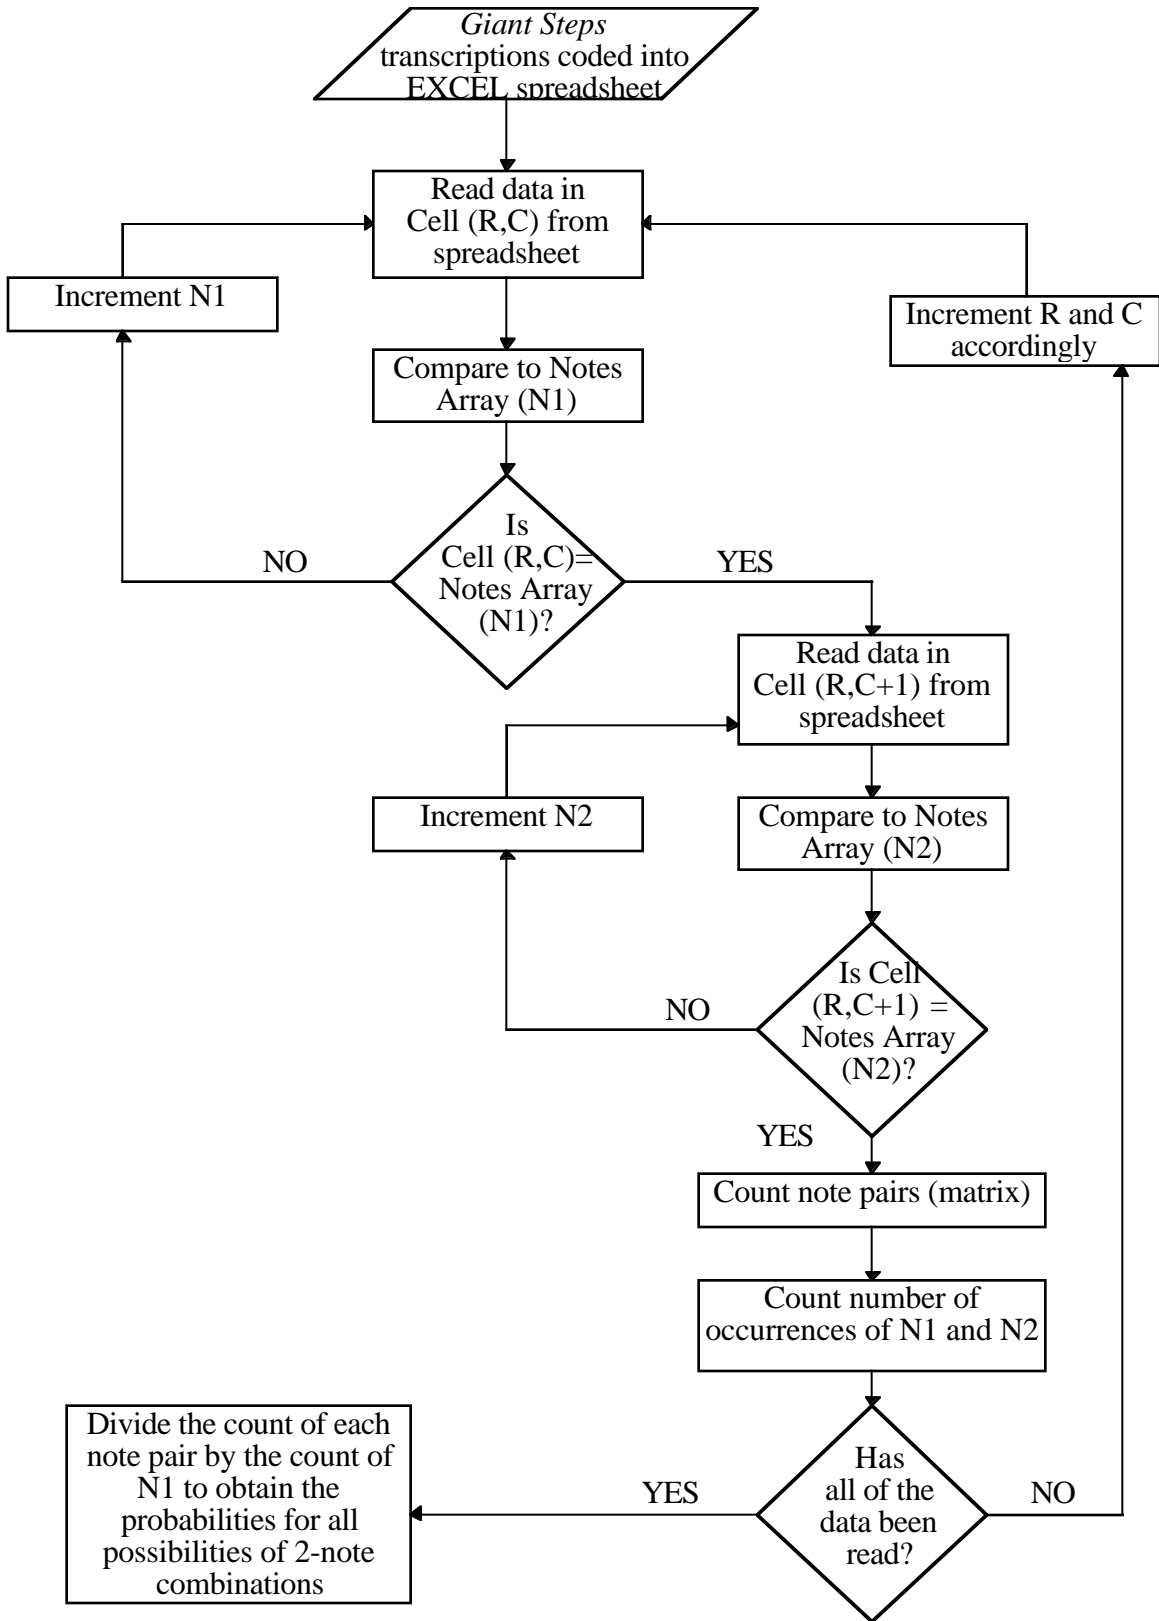 Giant Steps
transcriptions coded into
EXCEL spreadsheet
Read data in
Cell (R,C) from
spreadsheet
Increment N1
Increment R and C
accordingly
Compare to Notes
Array (N1)
Is
Cell (R,C)=
Notes Array
(N1)?
NO
YES
Read data in
Cell (R,C+1) from
spreadsheet
Increment N2
Compare to Notes
Array (N2)
Is Cell
(R,C+1) =
Notes Array
(N2)?
NO
YES
Count note pairs (matrix)
Count number of
occurrences of N1 and N2
Has
all of the
data been
read?
YES
NO
Divide the count of each
note pair by the count of
N1 to obtain the
probabilities for all
possibilities of 2-note
combinations